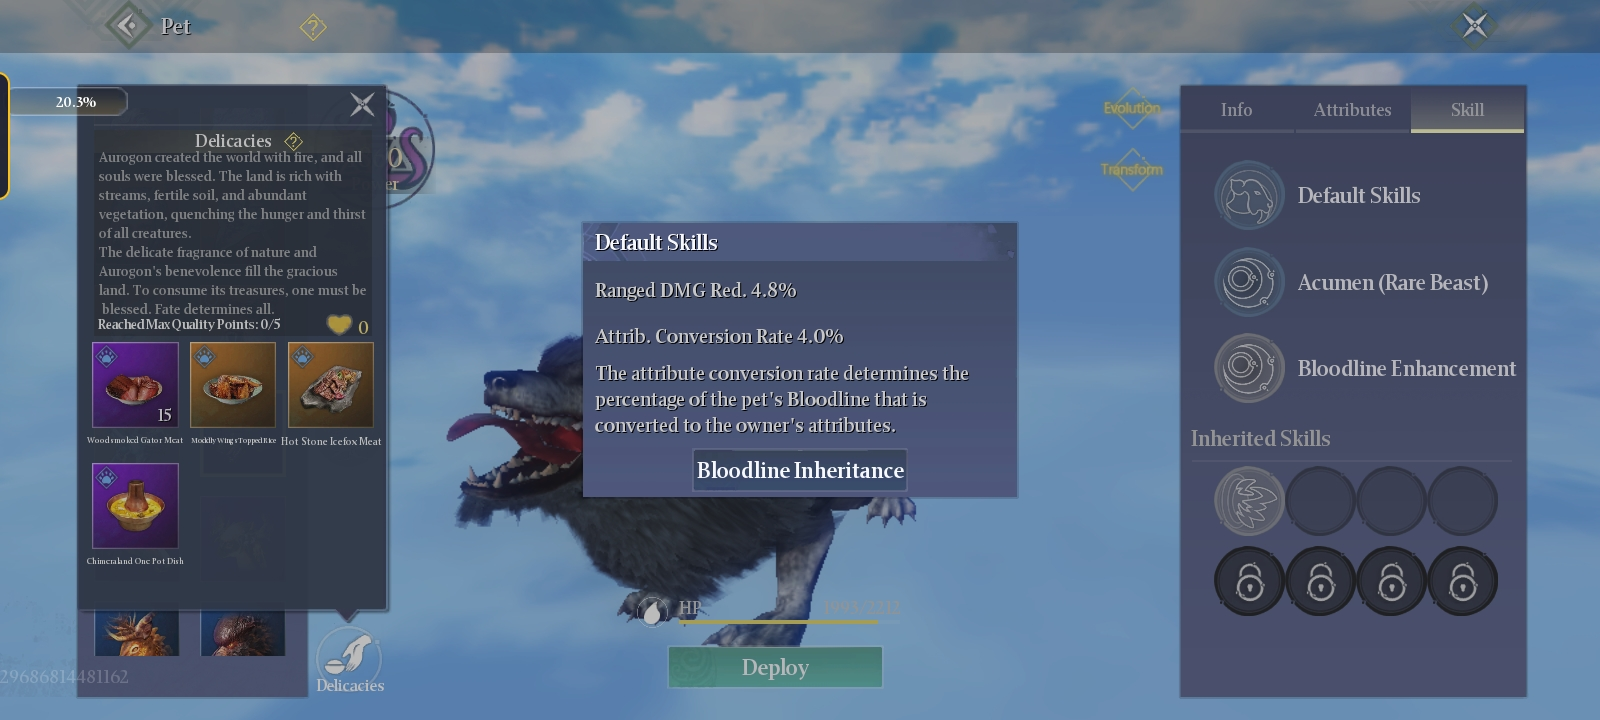 Pet
20.3%
Delicacies
Aurogon created the world with fire, and all
souls were blessed. The land is rich with
streams, fertile soil, and abundant
vegetation, quenching the hunger and thirst
of all creatures.
The delicate fragrance of nature and
Aurogon's benevolence fill the gracious
land. To consume its treasures, one must be
blessed. Fate determines all.
Reached Max Quality Points: 0/5
0
15
Woodsmoked Gator Meat
Moldily Wings Topped Rice
Hot Stone Icefox Meat
Chimeraland One Pot Dish
29686814481162
Delicacies
Evolution
Transform
Default Skills
Ranged DMG Red. 4.8%
Attrib. Conversion Rate 4.0%
The attribute conversion rate determines the
percentage of the pet's Bloodline that is
converted to the owner's attributes.
Bloodline Inheritance
HP
Deploy
Info
Attributes
Skill
Default Skills
Acumen (Rare Beast)
Bloodline Enhancement
Inherited Skills